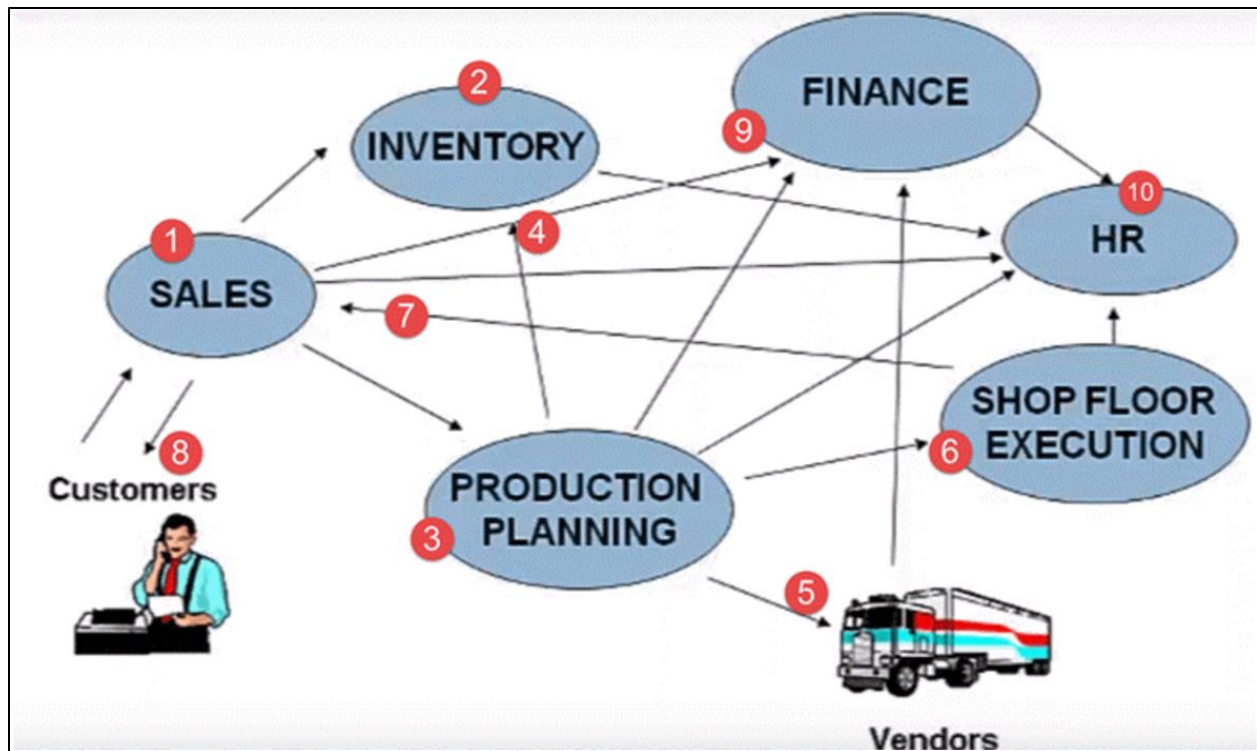 FINANCE
2
9
INVENTORY
10
HR
1
4
SALES
7
SHOP FLOOR
6
EXECUTION
8
Customers
PRODUCTION
3
PLANNING
5
Vendors